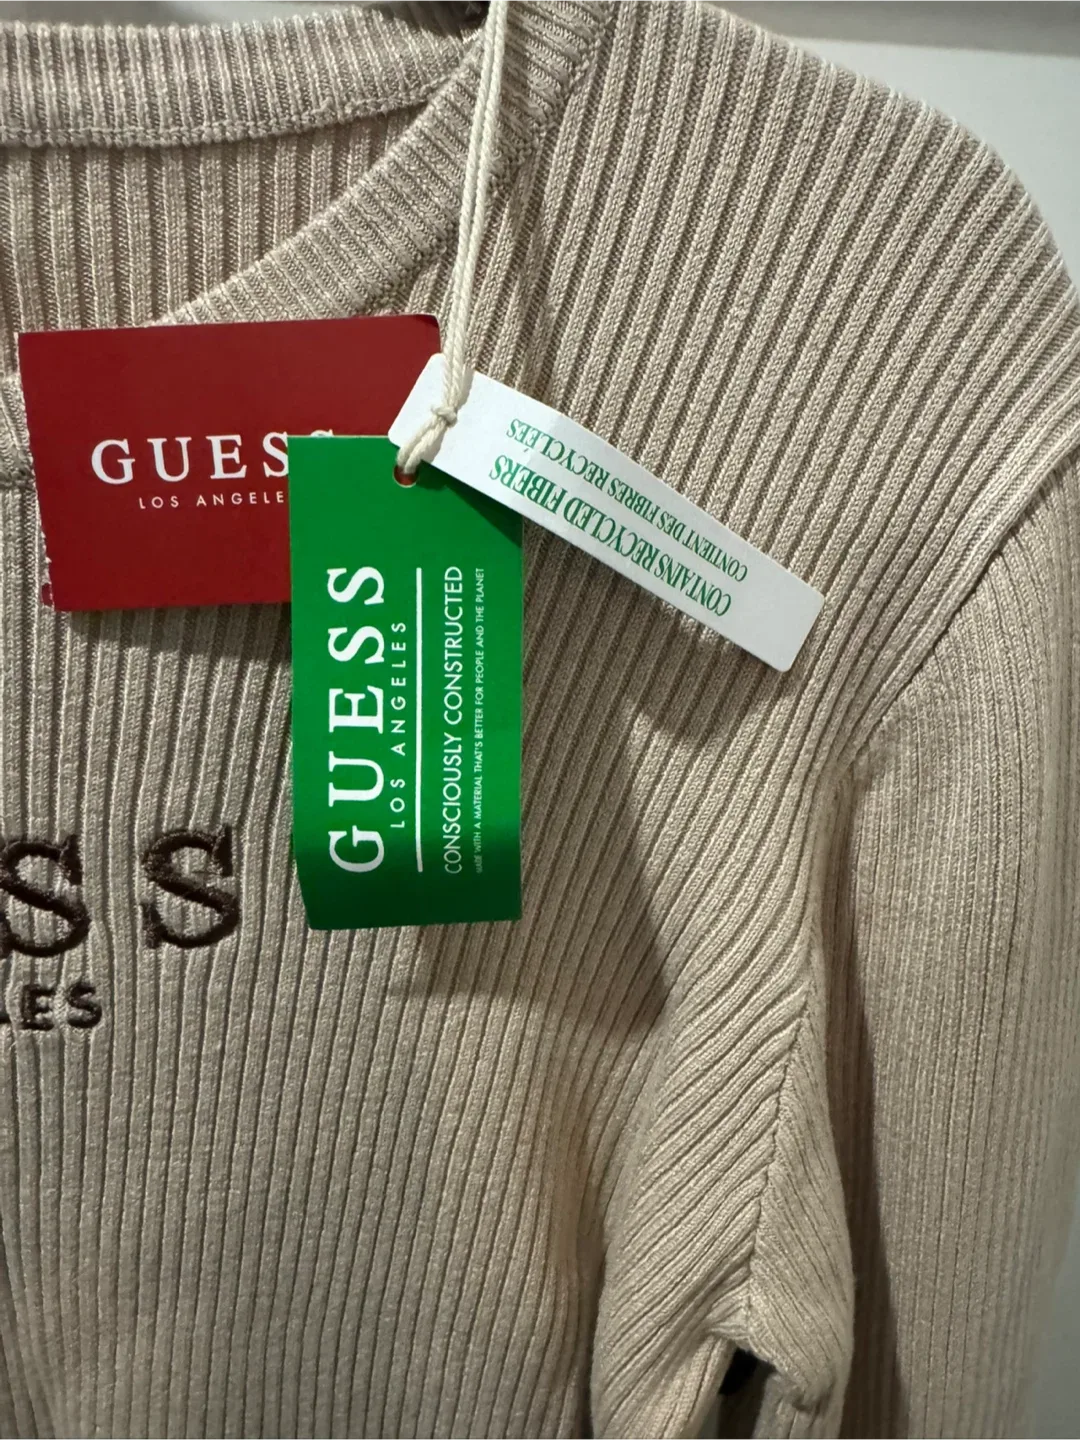 GUESS
LOS ANGELE
GUESS
LOS ANGELES
CONSCIOUSLY CONSTRUCTED
MADE WITH A MATERIAL THAT'S BETTER FOR PEOPLE AND THE PLANET
CONTAINS RECYCLED FIBERS
CONTIENT DES FIBRES RECYCLÉES
SS
LES